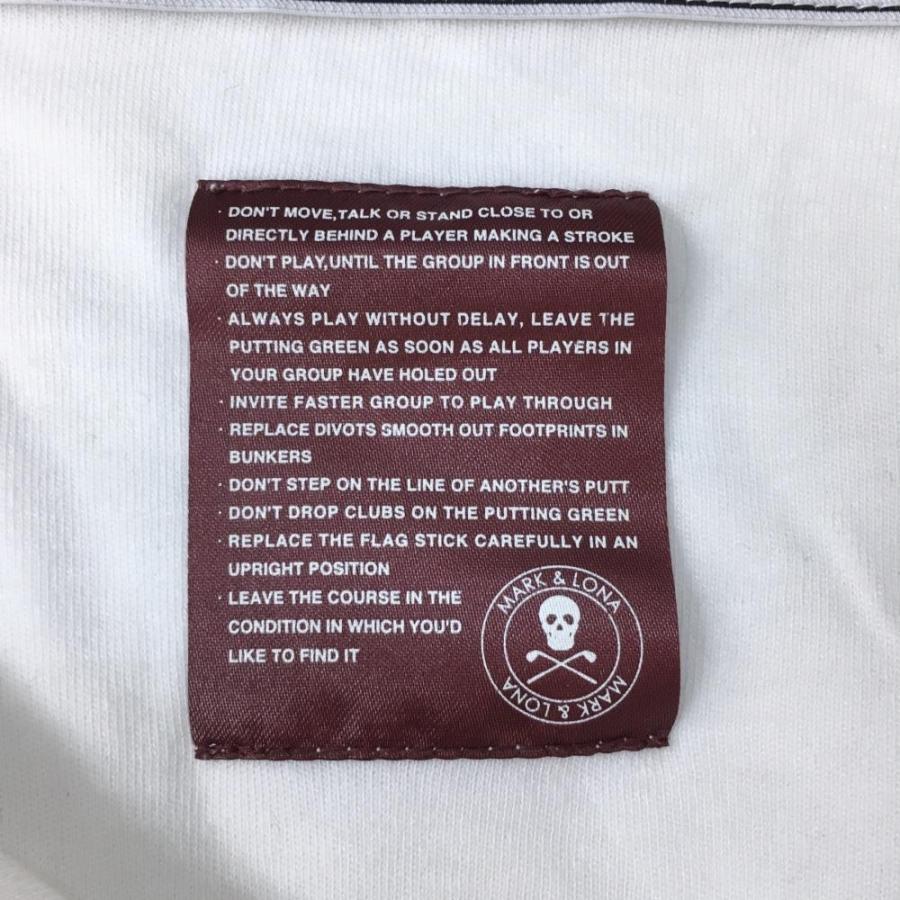 · DON'T MOVE,TALK OR STAND CLOSE TO OR
DIRECTLY BEHIND A PLAYER MAKING A STROKE
· DON'T PLAY,UNTIL THE GROUP IN FRONT IS OUT
OF THE WAY
· ALWAYS PLAY WITHOUT DELAY, LEAVE THE
PUTTING GREEN AS SOON AS ALL PLAYERS IN
YOUR GROUP HAVE HOLED OUT
· INVITE FASTER GROUP TO PLAY THROUGH
· REPLACE DIVOTS SMOOTH OUT FOOTPRINTS IN
BUNKERS
· DON'T STEP ON THE LINE OF ANOTHER'S PUTT
· DON'T DROP CLUBS ON THE PUTTING GREEN
· REPLACE THE FLAG STICK CAREFULLY IN AN
UPRIGHT POSITION
· LEAVE THE COURSE IN THE
CONDITION IN WHICH YOU'D
LIKE TO FIND IT
MARK & LONA
MARK & LONA